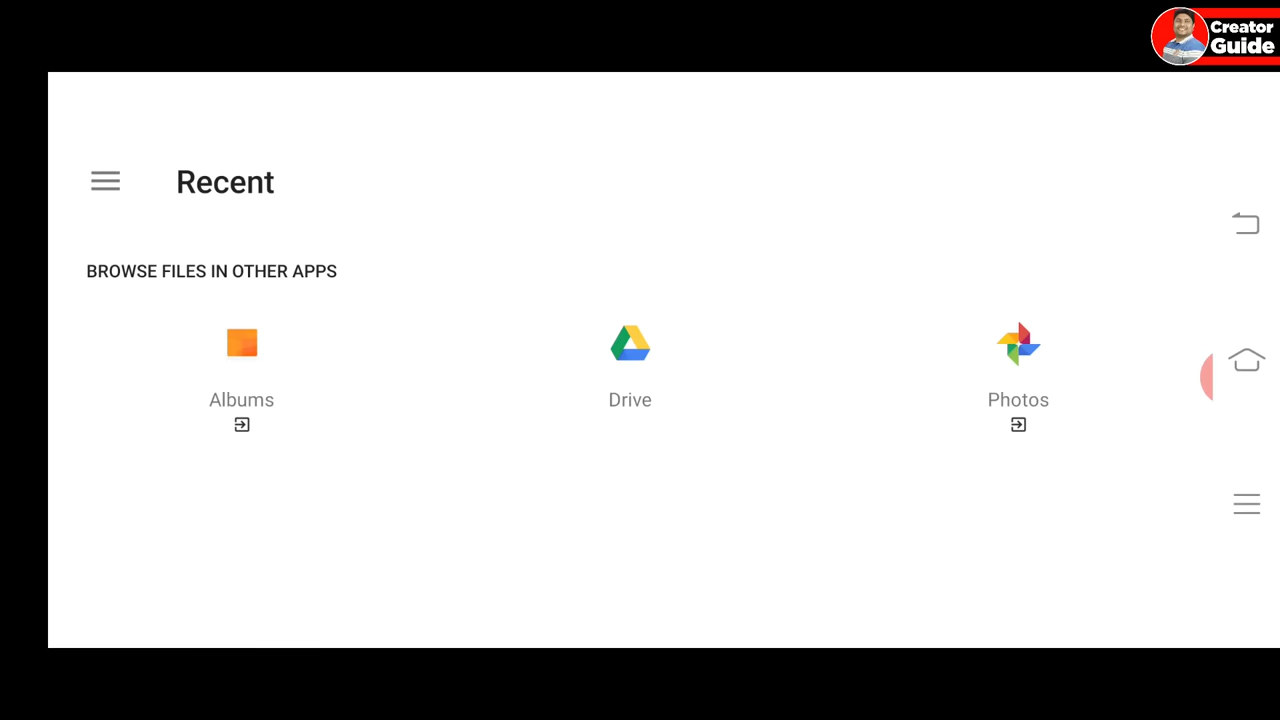 Creator
Guide
Recent
BROWSE FILES IN OTHER APPS
Albums
Drive
Photos